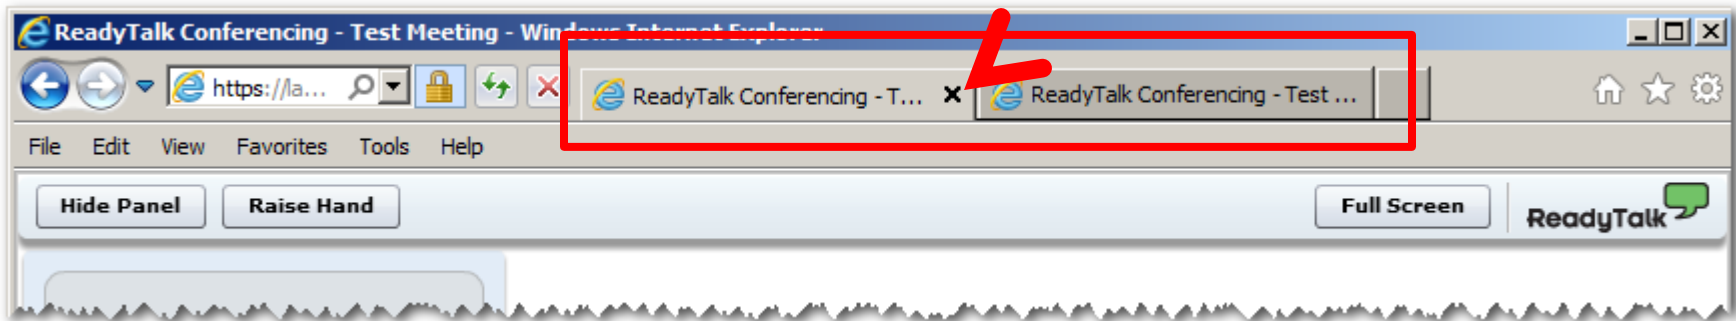 ReadyTalk Conferencing - Test Meeting - Windows Internet Explorer
https://la...
ReadyTalk Conferencing - T...
ReadyTalk Conferencing - Test ...
File Edit View Favorites Tools Help
Hide Panel
Raise Hand
Full Screen
ReadyTalk